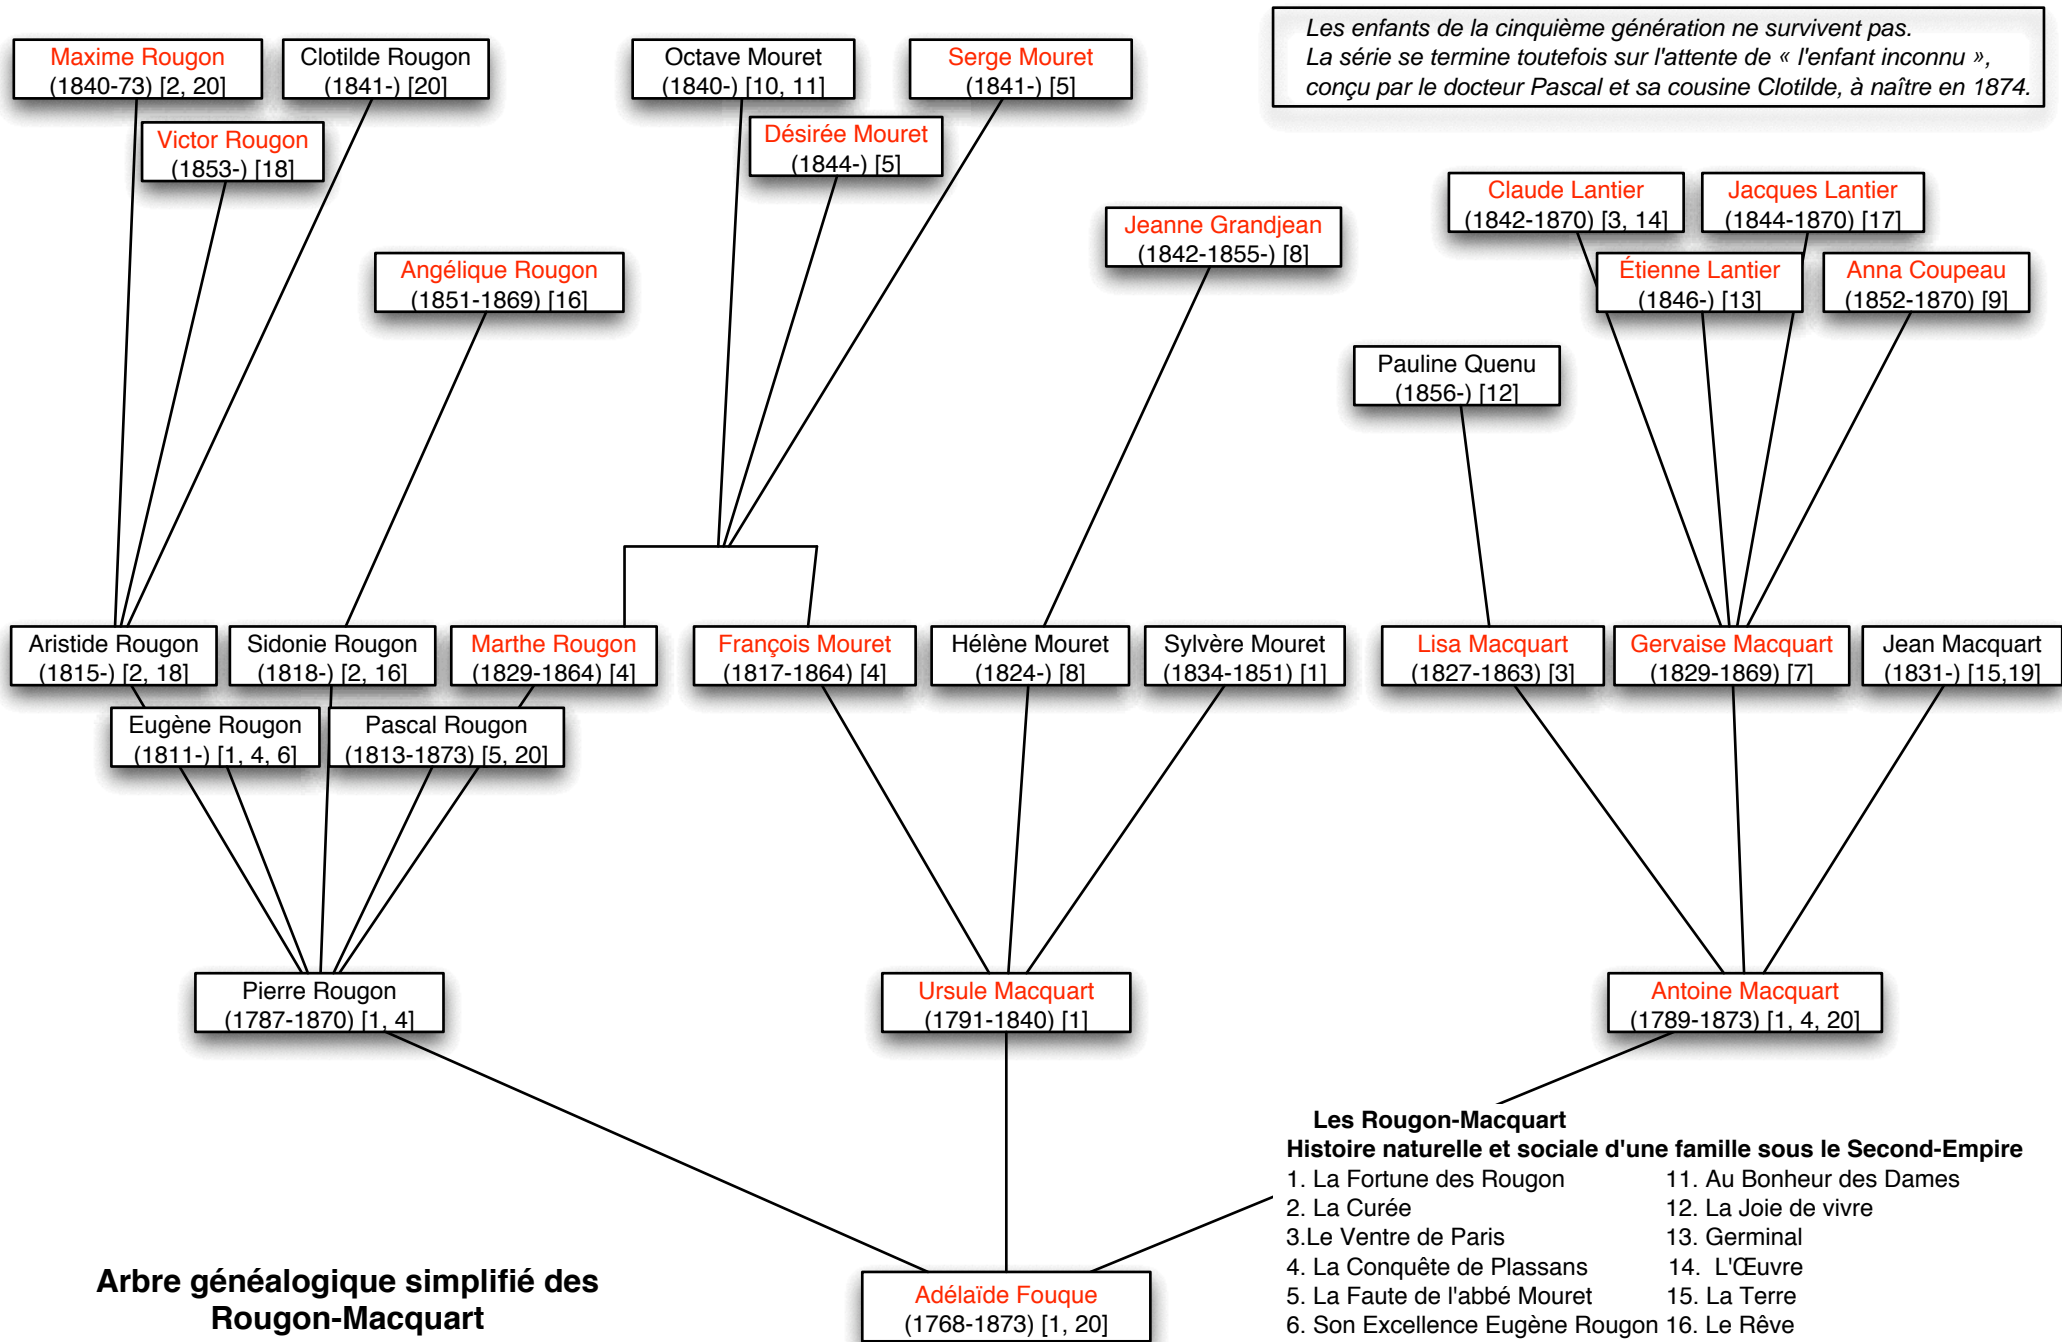 Les enfants de la cinquième génération ne survivent pas.
La série se termine toutefois sur l'attente de « l'enfant inconnu »,
conçu par le docteur Pascal et sa cousine Clotilde, à naître en 1874.
Maxime Rougon
(1840-73) [2, 20]
Clotilde Rougon
(1841-) [20]
Octave Mouret
(1840-) [10, 11]
Serge Mouret
(1841-) [5]
Victor Rougon
(1853-) [18]
Désirée Mouret
(1844-) [5]
Claude Lantier
(1842-1870) [3, 14]
Jacques Lantier
(1844-1870) [17]
Jeanne Grandjean
(1842-1855-) [8]
Angélique Rougon
(1851-1869) [16]
Étienne Lantier
(1846-) [13]
Anna Coupeau
(1852-1870) [9]
Pauline Quenu
(1856-) [12]
Aristide Rougon
(1815-) [2, 18]
Sidonie Rougon
(1818-) [2, 16]
Marthe Rougon
(1829-1864) [4]
François Mouret
(1817-1864) [4]
Hélène Mouret
(1824-) [8]
Sylvère Mouret
(1834-1851) [1]
Lisa Macquart
(1827-1863) [3]
Gervaise Macquart
(1829-1869) [7]
Jean Macquart
(1831-) [15,19]
Eugène Rougon
(1811-) [1, 4, 6]
Pascal Rougon
(1813-1873) [5, 20]
Pierre Rougon
(1787-1870) [1, 4]
Ursule Macquart
(1791-1840) [1]
Antoine Macquart
(1789-1873) [1, 4, 20]
Les Rougon-Macquart
Histoire naturelle et sociale d'une famille sous le Second-Empire
1. La Fortune des Rougon
2. La Curée
3.Le Ventre de Paris
4. La Conquête de Plassans
5. La Faute de l'abbé Mouret
6. Son Excellence Eugène Rougon
11. Au Bonheur des Dames
12. La Joie de vivre
13. Germinal
14. L'Œuvre
15. La Terre
16. Le Rêve
Arbre généalogique simplifié des
Rougon-Macquart
Adélaïde Fouque
(1768-1873) [1, 20]